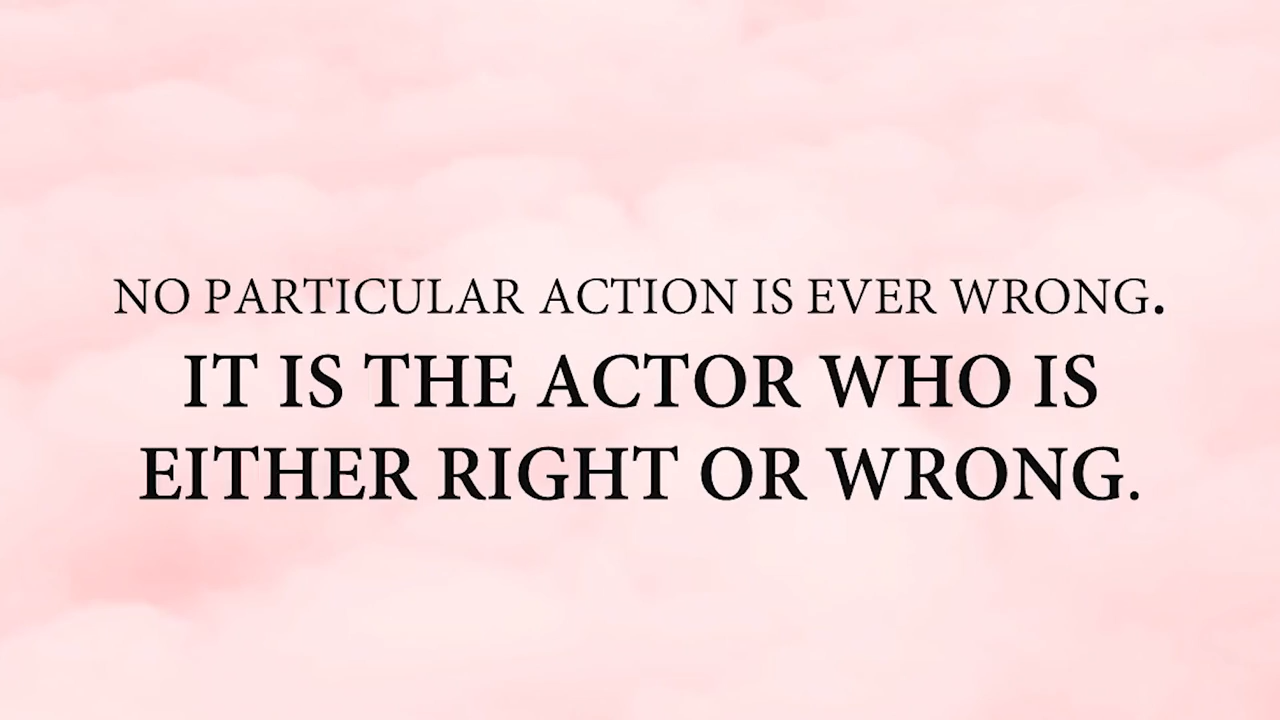 NO PARTICULAR ACTION IS EVER WRONG.
IT IS THE ACTOR WHO IS
EITHER RIGHT OR WRONG.